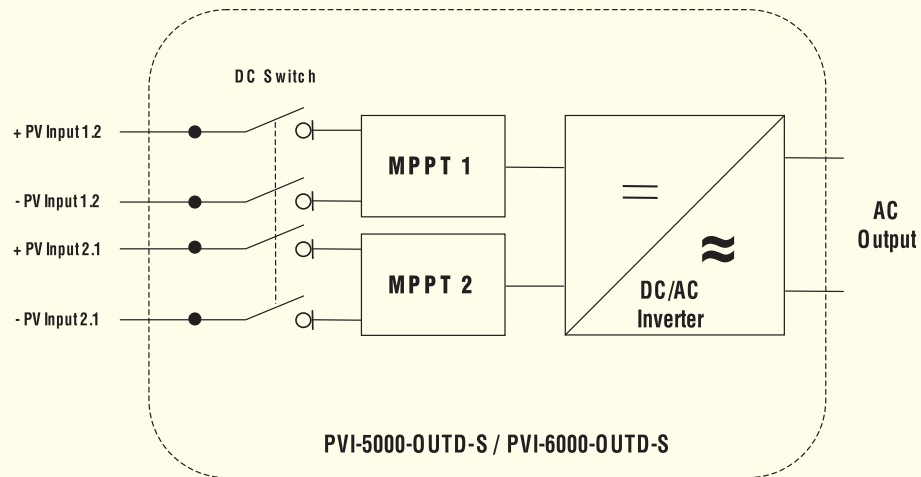 DC Switch
+ PV Input 1.2
- PV Input 1.2
+ PV Input 2.1
- PV Input 2.1
MPPT 1
MPPT 2
=
≈
DC/AC
Inverter
AC
Output
PVI-5000-OUTD-S / PVI-6000-OUTD-S